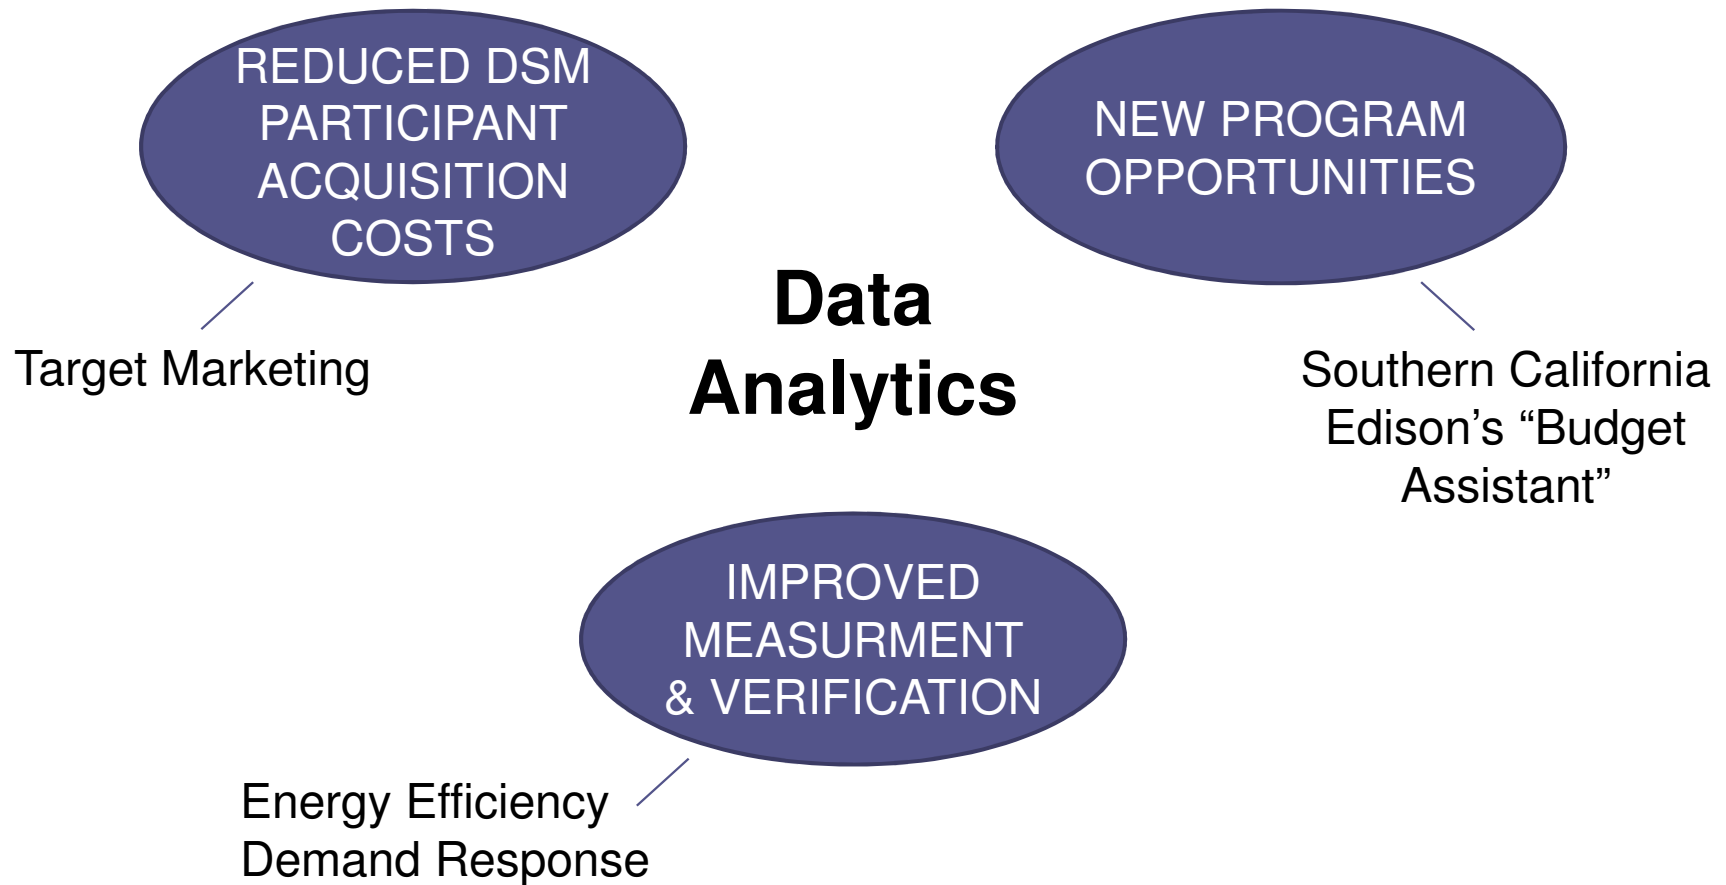 REDUCED DSM
PARTICIPANT
ACQUISITION
COSTS
NEW PROGRAM
OPPORTUNITIES
Data
Analytics
Target Marketing
Southern California
Edison’s “Budget
Assistant”
IMPROVED
MEASURMENT
& VERIFICATION
Energy Efficiency
Demand Response